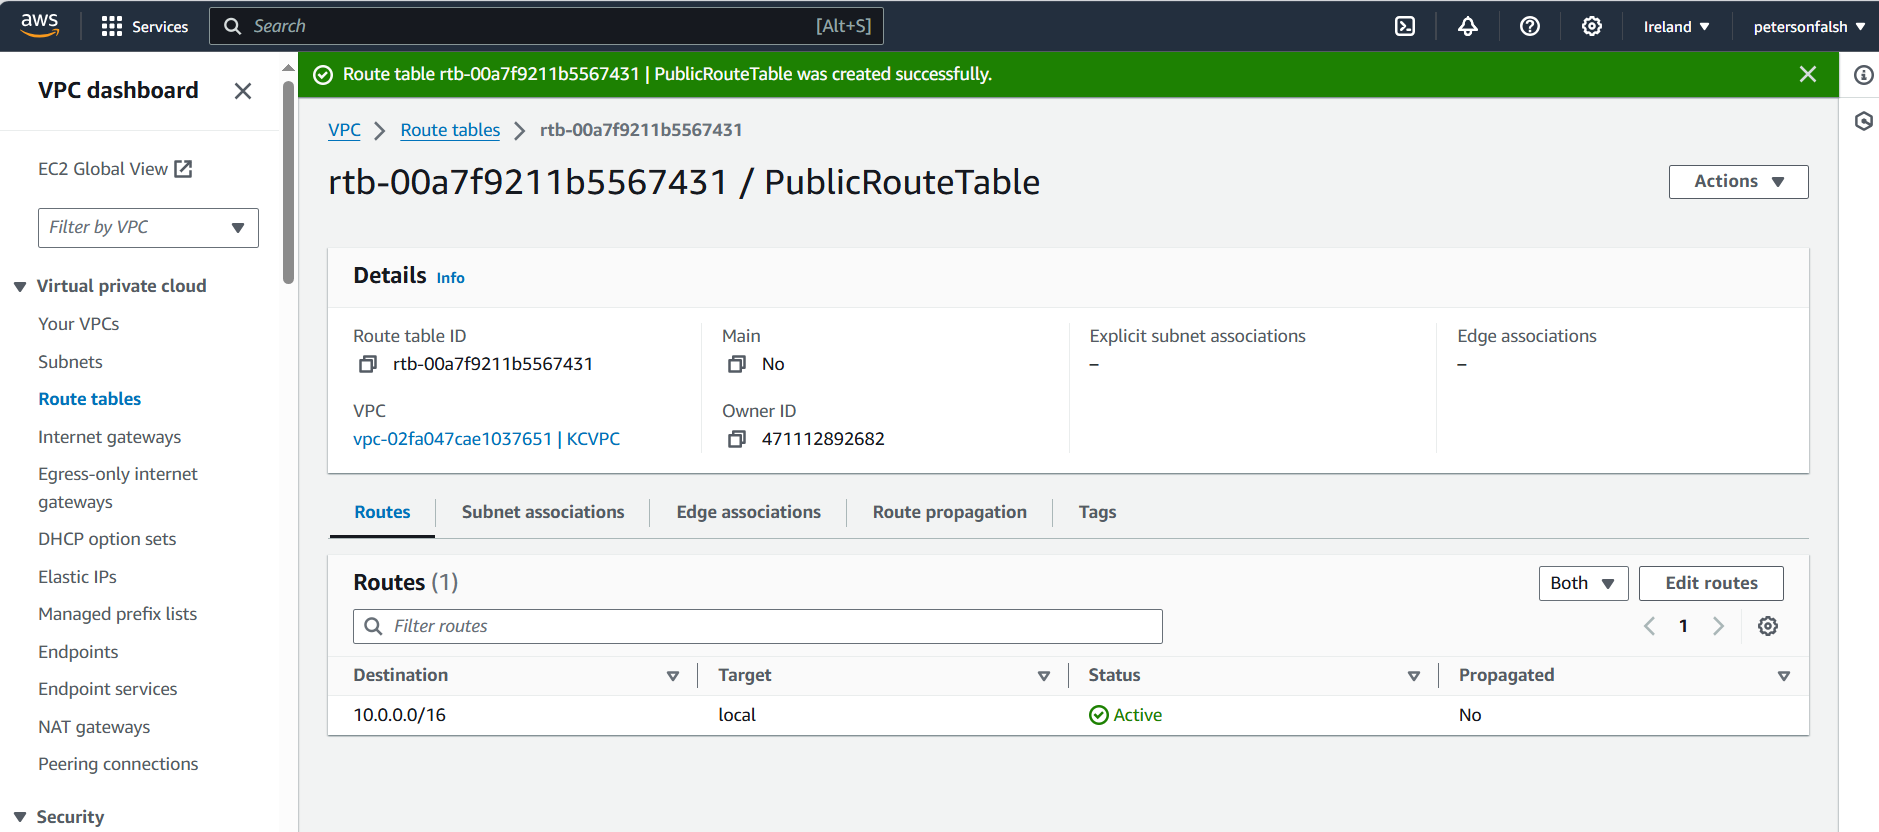 aws
Services
Search
[Alt+S]
Ireland
petersonfalsh
VPC dashboard
EC2 Global View
Filter by VPC
Virtual private cloud
Your VPCs
Subnets
Route tables
Internet gateways
Egress-only internet
gateways
DHCP option sets
Elastic IPs
Managed prefix lists
Endpoints
Endpoint services
NAT gateways
Peering connections
Security
Route table rtb-00a7f9211b5567431 | PublicRouteTable was created successfully.
VPC
Route tables
rtb-00a7f9211b5567431
rtb-00a7f9211b5567431 / PublicRouteTable
Actions
Details Info
Route table ID
rtb-00a7f9211b5567431
Main
No
Explicit subnet associations
–
Edge associations
–
VPC
vpc-02fa047cae1037651 | KCVPC
Owner ID
471112892682
Routes
Subnet associations
Edge associations
Route propagation
Tags
Routes (1)
Both
Edit routes
Filter routes
1
Destination
Target
Status
Propagated
10.0.0.0/16
local
Active
No